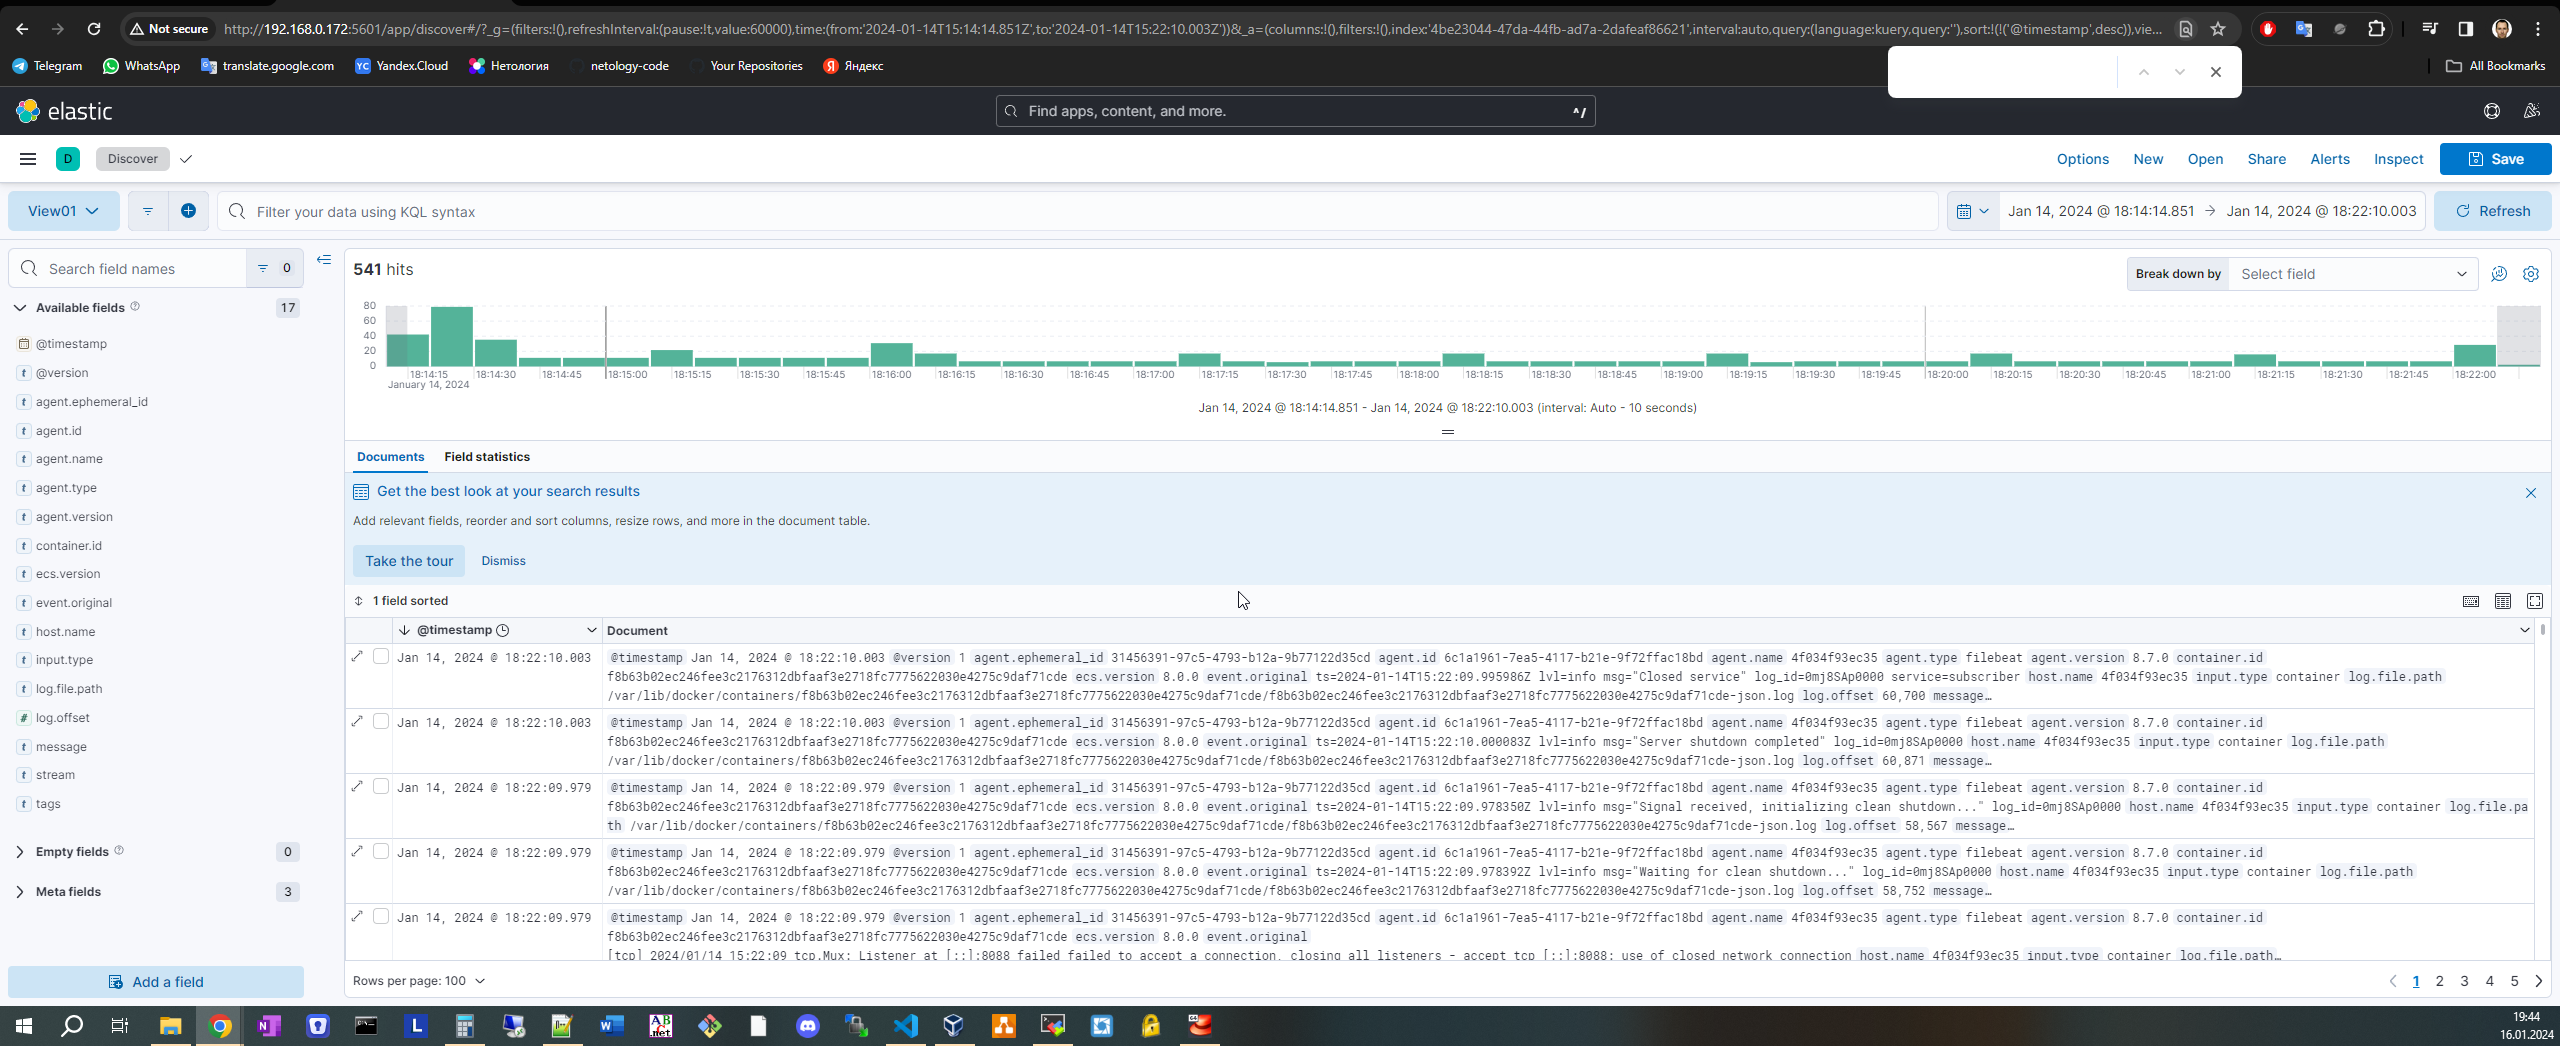 Not secure http://192.168.0.172:5601/app/discover#/?_g=(filters:!(),refreshInterval:(pause:!t,value:60000),time:(from:'2024-01-14T15:14:14.851Z',to:'2024-01-14T15:22:10.003Z'))&_a=(columns:!(),filters:!(),index:'4be23044-47da-44fb-ad7a-2dafeaf86621',interval:auto,query:(language:kuery,query:''),sort:!(!('@timestamp',desc)),vie...
Telegram WhatsApp translate.google.com Yandex.Cloud Нетология netology-code Your Repositories Яндекс All Bookmarks
elastic Find apps, content, and more. ^/
D Discover Options New Open Share Alerts Inspect Save
View01 Filter your data using KQL syntax Jan 14, 2024 @ 18:14:14.851 → Jan 14, 2024 @ 18:22:10.003 Refresh
Search field names 0
541 hits Break down by Select field
Available fields 17
@timestamp
@version
agent.ephemeral_id
agent.id
agent.name
agent.type
agent.version
container.id
ecs.version
event.original
host.name
input.type
log.file.path
log.offset
message
stream
tags
Empty fields 0
Meta fields 3
Add a field
80
60
40
20
0
18:14:15 18:14:30 18:14:45 18:15:00 18:15:15 18:15:30 18:15:45 18:16:00 18:16:15 18:16:30 18:16:45 18:17:00 18:17:15 18:17:30 18:17:45 18:18:00 18:18:15 18:18:30 18:18:45 18:19:00 18:19:15 18:19:30 18:19:45 18:20:00 18:20:15 18:20:30 18:20:45 18:21:00 18:21:15 18:21:30 18:21:45 18:22:00
January 14, 2024
Jan 14, 2024 @ 18:14:14.851 - Jan 14, 2024 @ 18:22:10.003 (interval: Auto - 10 seconds)
Documents Field statistics
Get the best look at your search results
Add relevant fields, reorder and sort columns, resize rows, and more in the document table.
Take the tour Dismiss
1 field sorted
@timestamp Document
Jan 14, 2024 @ 18:22:10.003 @timestamp Jan 14, 2024 @ 18:22:10.003 @version 1 agent.ephemeral_id 31456391-97c5-4793-b12a-9b77122d35cd agent.id 6c1a1961-7ea5-4117-b21e-9f72ffac18bd agent.name 4f034f93ec35 agent.type filebeat agent.version 8.7.0 container.id
f8b63b02ec246fee3c2176312dbfaaf3e2718fc7775622030e4275c9daf71cde ecs.version 8.0.0 event.original ts=2024-01-14T15:22:09.995986Z lvl=info msg="Closed service" log_id=0mj8SAp0000 service=subscriber host.name 4f034f93ec35 input.type container log.file.path
/var/lib/docker/containers/f8b63b02ec246fee3c2176312dbfaaf3e2718fc7775622030e4275c9daf71cde/f8b63b02ec246fee3c2176312dbfaaf3e2718fc7775622030e4275c9daf71cde-json.log log.offset 60,700 message…
Jan 14, 2024 @ 18:22:10.003 @timestamp Jan 14, 2024 @ 18:22:10.003 @version 1 agent.ephemeral_id 31456391-97c5-4793-b12a-9b77122d35cd agent.id 6c1a1961-7ea5-4117-b21e-9f72ffac18bd agent.name 4f034f93ec35 agent.type filebeat agent.version 8.7.0 container.id
f8b63b02ec246fee3c2176312dbfaaf3e2718fc7775622030e4275c9daf71cde ecs.version 8.0.0 event.original ts=2024-01-14T15:22:10.000083Z lvl=info msg="Server shutdown completed" log_id=0mj8SAp0000 host.name 4f034f93ec35 input.type container log.file.path
/var/lib/docker/containers/f8b63b02ec246fee3c2176312dbfaaf3e2718fc7775622030e4275c9daf71cde/f8b63b02ec246fee3c2176312dbfaaf3e2718fc7775622030e4275c9daf71cde-json.log log.offset 60,871 message…
Jan 14, 2024 @ 18:22:09.979 @timestamp Jan 14, 2024 @ 18:22:09.979 @version 1 agent.ephemeral_id 31456391-97c5-4793-b12a-9b77122d35cd agent.id 6c1a1961-7ea5-4117-b21e-9f72ffac18bd agent.name 4f034f93ec35 agent.type filebeat agent.version 8.7.0 container.id
f8b63b02ec246fee3c2176312dbfaaf3e2718fc7775622030e4275c9daf71cde ecs.version 8.0.0 event.original ts=2024-01-14T15:22:09.978350Z lvl=info msg="Signal received, initializing clean shutdown..." log_id=0mj8SAp0000 host.name 4f034f93ec35 input.type container log.file.pa
th /var/lib/docker/containers/f8b63b02ec246fee3c2176312dbfaaf3e2718fc7775622030e4275c9daf71cde/f8b63b02ec246fee3c2176312dbfaaf3e2718fc7775622030e4275c9daf71cde-json.log log.offset 58,567 message…
Jan 14, 2024 @ 18:22:09.979 @timestamp Jan 14, 2024 @ 18:22:09.979 @version 1 agent.ephemeral_id 31456391-97c5-4793-b12a-9b77122d35cd agent.id 6c1a1961-7ea5-4117-b21e-9f72ffac18bd agent.name 4f034f93ec35 agent.type filebeat agent.version 8.7.0 container.id
f8b63b02ec246fee3c2176312dbfaaf3e2718fc7775622030e4275c9daf71cde ecs.version 8.0.0 event.original ts=2024-01-14T15:22:09.978392Z lvl=info msg="Waiting for clean shutdown..." log_id=0mj8SAp0000 host.name 4f034f93ec35 input.type container log.file.path
/var/lib/docker/containers/f8b63b02ec246fee3c2176312dbfaaf3e2718fc7775622030e4275c9daf71cde/f8b63b02ec246fee3c2176312dbfaaf3e2718fc7775622030e4275c9daf71cde-json.log log.offset 58,752 message…
Jan 14, 2024 @ 18:22:09.979 @timestamp Jan 14, 2024 @ 18:22:09.979 @version 1 agent.ephemeral_id 31456391-97c5-4793-b12a-9b77122d35cd agent.id 6c1a1961-7ea5-4117-b21e-9f72ffac18bd agent.name 4f034f93ec35 agent.type filebeat agent.version 8.7.0 container.id
f8b63b02ec246fee3c2176312dbfaaf3e2718fc7775622030e4275c9daf71cde ecs.version 8.0.0 event.original
[tcp] 2024/01/14 15:22:09 tcp.Mux: Listener at [::]:8088 failed failed to accept a connection, closing all listeners - accept tcp [::]:8088: use of closed network connection host.name 4f034f93ec35 input.type container log.file.path…
Rows per page: 100 1 2 3 4 5
19:44
16.01.2024